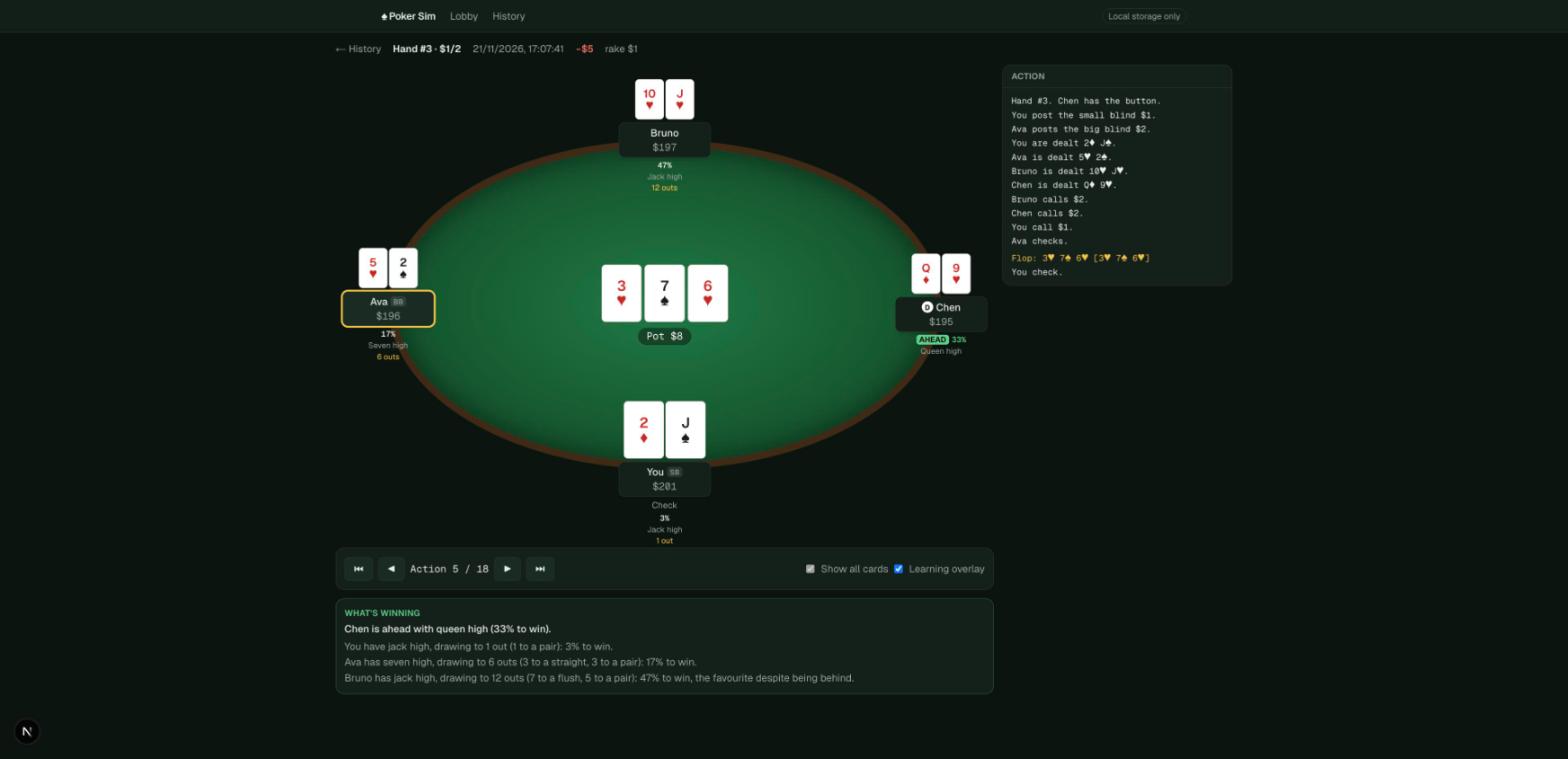 ♠ Poker Sim Lobby History Local storage only
← History Hand #3 · $1/2 21/11/2026, 17:07:41 -$5 rake $1
10♥ J♥
Bruno
$197
47%
Jack high
12 outs
5♥ 2♠
Ava BB
$196
17%
Seven high
6 outs
3♥ 7♠ 6♥
Pot $8
Q♦ 9♥
D Chen
$195
AHEAD 33%
Queen high
2♦ J♠
You SB
$201
Check
3%
Jack high
1 out
⏮ ◀ Action 5 / 18 ▶ ⏭ Show all cards Learning overlay
WHAT'S WINNING
Chen is ahead with queen high (33% to win).
You have jack high, drawing to 1 out (1 to a pair): 3% to win.
Ava has seven high, drawing to 6 outs (3 to a straight, 3 to a pair): 17% to win.
Bruno has jack high, drawing to 12 outs (7 to a flush, 5 to a pair): 47% to win, the favourite despite being behind.
ACTION
Hand #3. Chen has the button.
You post the small blind $1.
Ava posts the big blind $2.
You are dealt 2♦ J♠.
Ava is dealt 5♥ 2♠.
Bruno is dealt 10♥ J♥.
Chen is dealt Q♦ 9♥.
Bruno calls $2.
Chen calls $2.
You call $1.
Ava checks.
Flop: 3♥ 7♠ 6♥ [3♥ 7♠ 6♥]
You check.
N